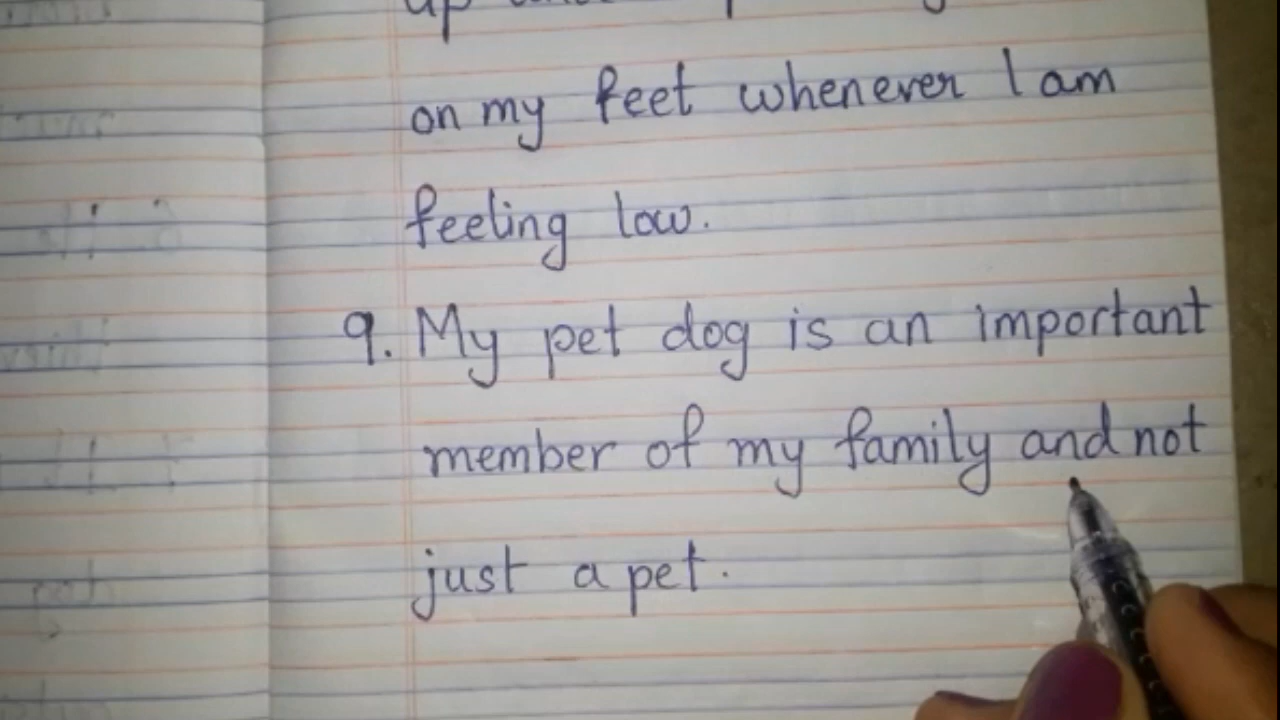 up
on my feet whenever I am
feeling low.
9. My pet dog is an important
member of my family and not
just a pet.